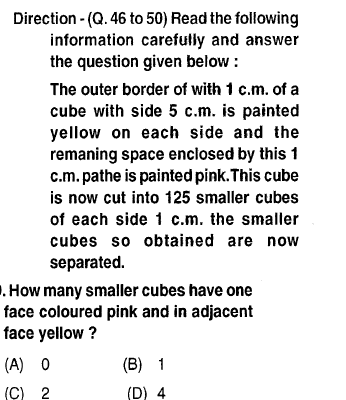 Direction - (Q. 46 to 50) Read the following
information carefully and answer
the question given below :
The outer border of with 1 c.m. of a
cube with side 5 c.m. is painted
yellow on each side and the
remaning space enclosed by this 1
c.m. pathe is painted pink.This cube
is now cut into 125 smaller cubes
of each side 1 c.m. the smaller
cubes so obtained are now
separated.
. How many smaller cubes have one
face coloured pink and in adjacent
face yellow ?
(A) 0 (B) 1
(C) 2 (D) 4